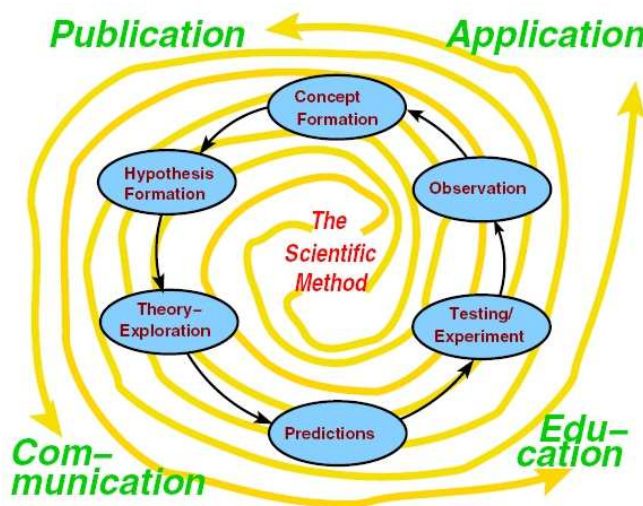 Publication
Application
Concept
Formation
Hypothesis
Formation
Observation
The
Scientific
Method
Theory–
Exploration
Testing/
Experiment
Predictions
Com–
munication
Edu–
cation